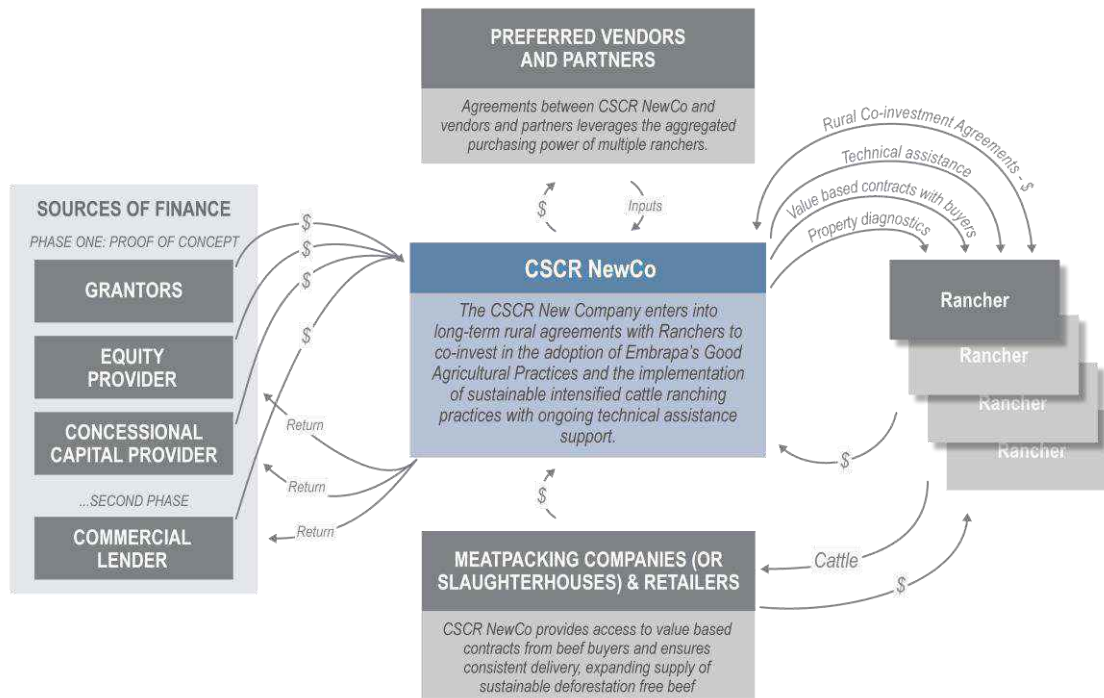 PREFERRED VENDORS
AND PARTNERS
Agreements between CSCR NewCo and
vendors and partners leverages the aggregated
purchasing power of multiple ranchers.
Rural Co-investment Agreements - $
Technical assistance
Value based contracts with buyers
Property diagnostics
$
Inputs
SOURCES OF FINANCE
PHASE ONE: PROOF OF CONCEPT
GRANTORS
EQUITY
PROVIDER
CONCESSIONAL
CAPITAL PROVIDER
...SECOND PHASE
COMMERCIAL
LENDER
$
$
$
$
Return
Return
Return
CSCR NewCo
The CSCR New Company enters into
long-term rural agreements with Ranchers to
co-invest in the adoption of Embrapa's Good
Agricultural Practices and the implementation
of sustainable intensified cattle ranching
practices with ongoing technical assistance
support.
Rancher
Rancher
Rancher
Rancher
$
$
Cattle
$
MEATPACKING COMPANIES (OR
SLAUGHTERHOUSES) & RETAILERS
CSCR NewCo provides access to value based
contracts from beef buyers and ensures
consistent delivery, expanding supply of
sustainable deforestation free beef